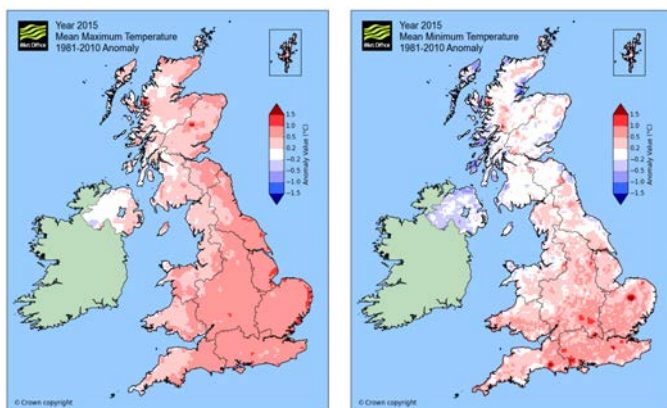 Met Office
Year 2015
Mean Maximum Temperature
1981-2010 Anomaly
1.5
1.0
0.5
0.2
−0.2
−0.5
−1.0
−1.5
Anomaly Value (°C)
© Crown copyright
Met Office
Year 2015
Mean Minimum Temperature
1981-2010 Anomaly
1.5
1.0
0.5
0.2
−0.2
−0.5
−1.0
−1.5
Anomaly Value (°C)
© Crown copyright